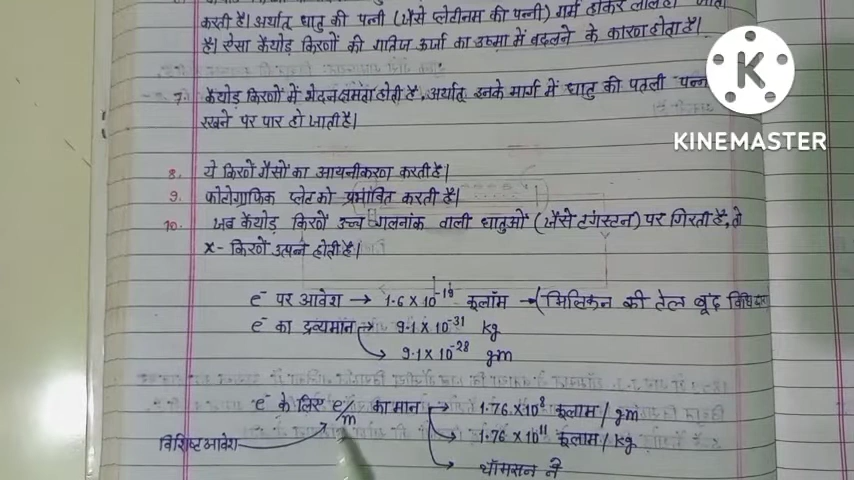 करती है। अर्थात् धातु की पन्नी (जैसे प्लेटीनम की पन्नी) गर्म होकर लाल हो जाती
है। ऐसा कैथोड़ किरणों की गतिज ऊर्जा का उष्मा में बदलने के कारण होता है।
7. कैथोड़ किरणों में भेदन क्षमता होती है, अर्थात् इनके मार्ग में धातु की पतली पन्नी
रखने पर पार हो जाती है।
K
KINEMASTER
8. ये किरणें गैसों का आयनीकरण करती है।
9. फोटोग्राफिक प्लेट को प्रभावित करती है।
10. जब कैथोड़ किरणें उच्च गलनांक वाली धातुओं (जैसे टंगस्टन) पर गिरती है, तो
X- किरणें उत्पन्न होती है।
e⁻ पर आवेश → 1.6 × 10⁻¹⁹ कूलॉम → (मिलिकन की तेल बूंद विधि द्वारा
e⁻ का द्रव्यमान → 9.1 × 10⁻³¹ kg
→ 9.1 × 10⁻²⁸ gm
e⁻ के लिए e/m का मान → 1.76 × 10⁸ कूलाम / gm
→ 1.76 × 10¹¹ कूलाम / kg
विशिष्ट आवेश
→ थॉमसन ने